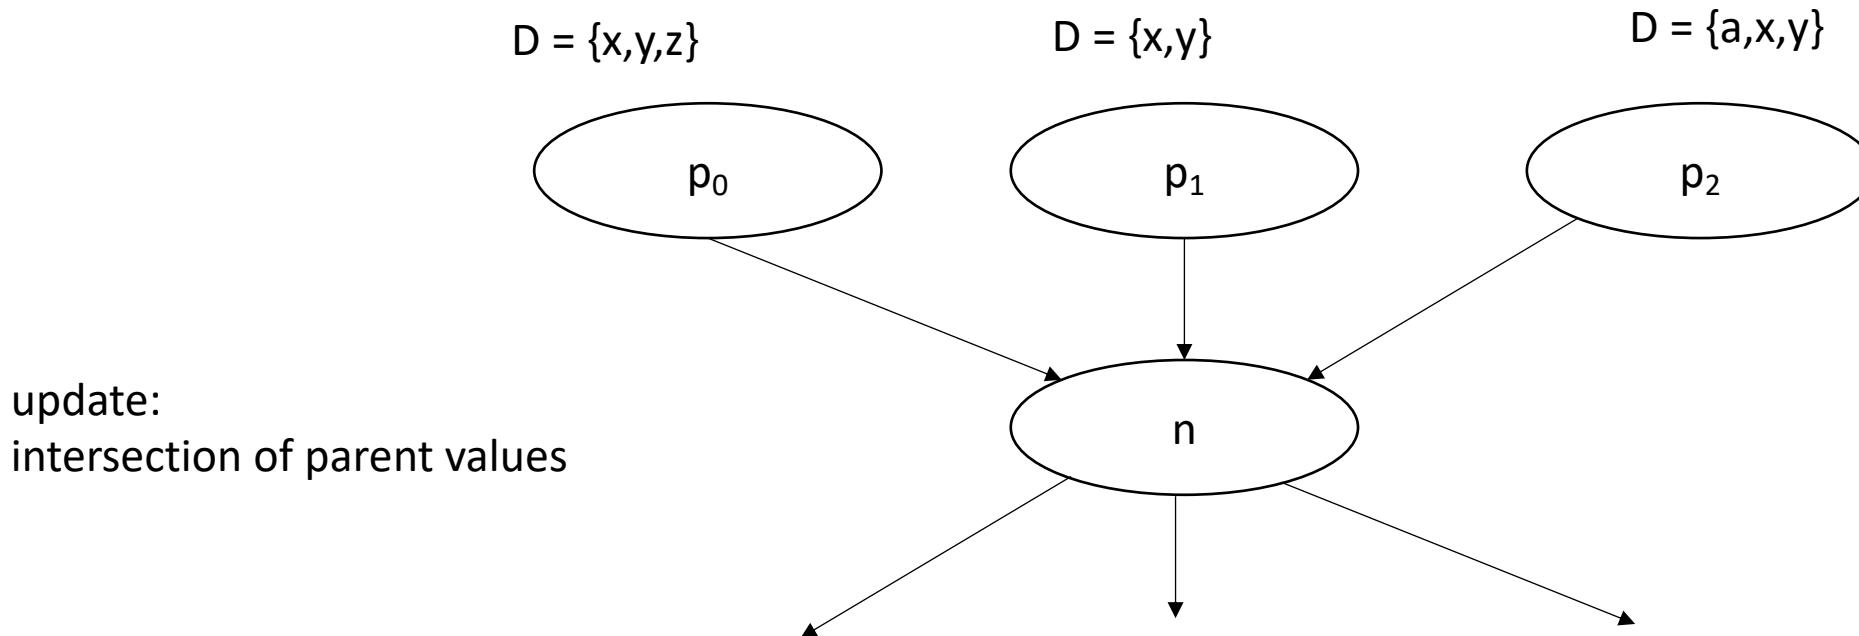 D = {x,y,z}
D = {x,y}
D = {a,x,y}
p₀
p₁
p₂
update:
intersection of parent values
n